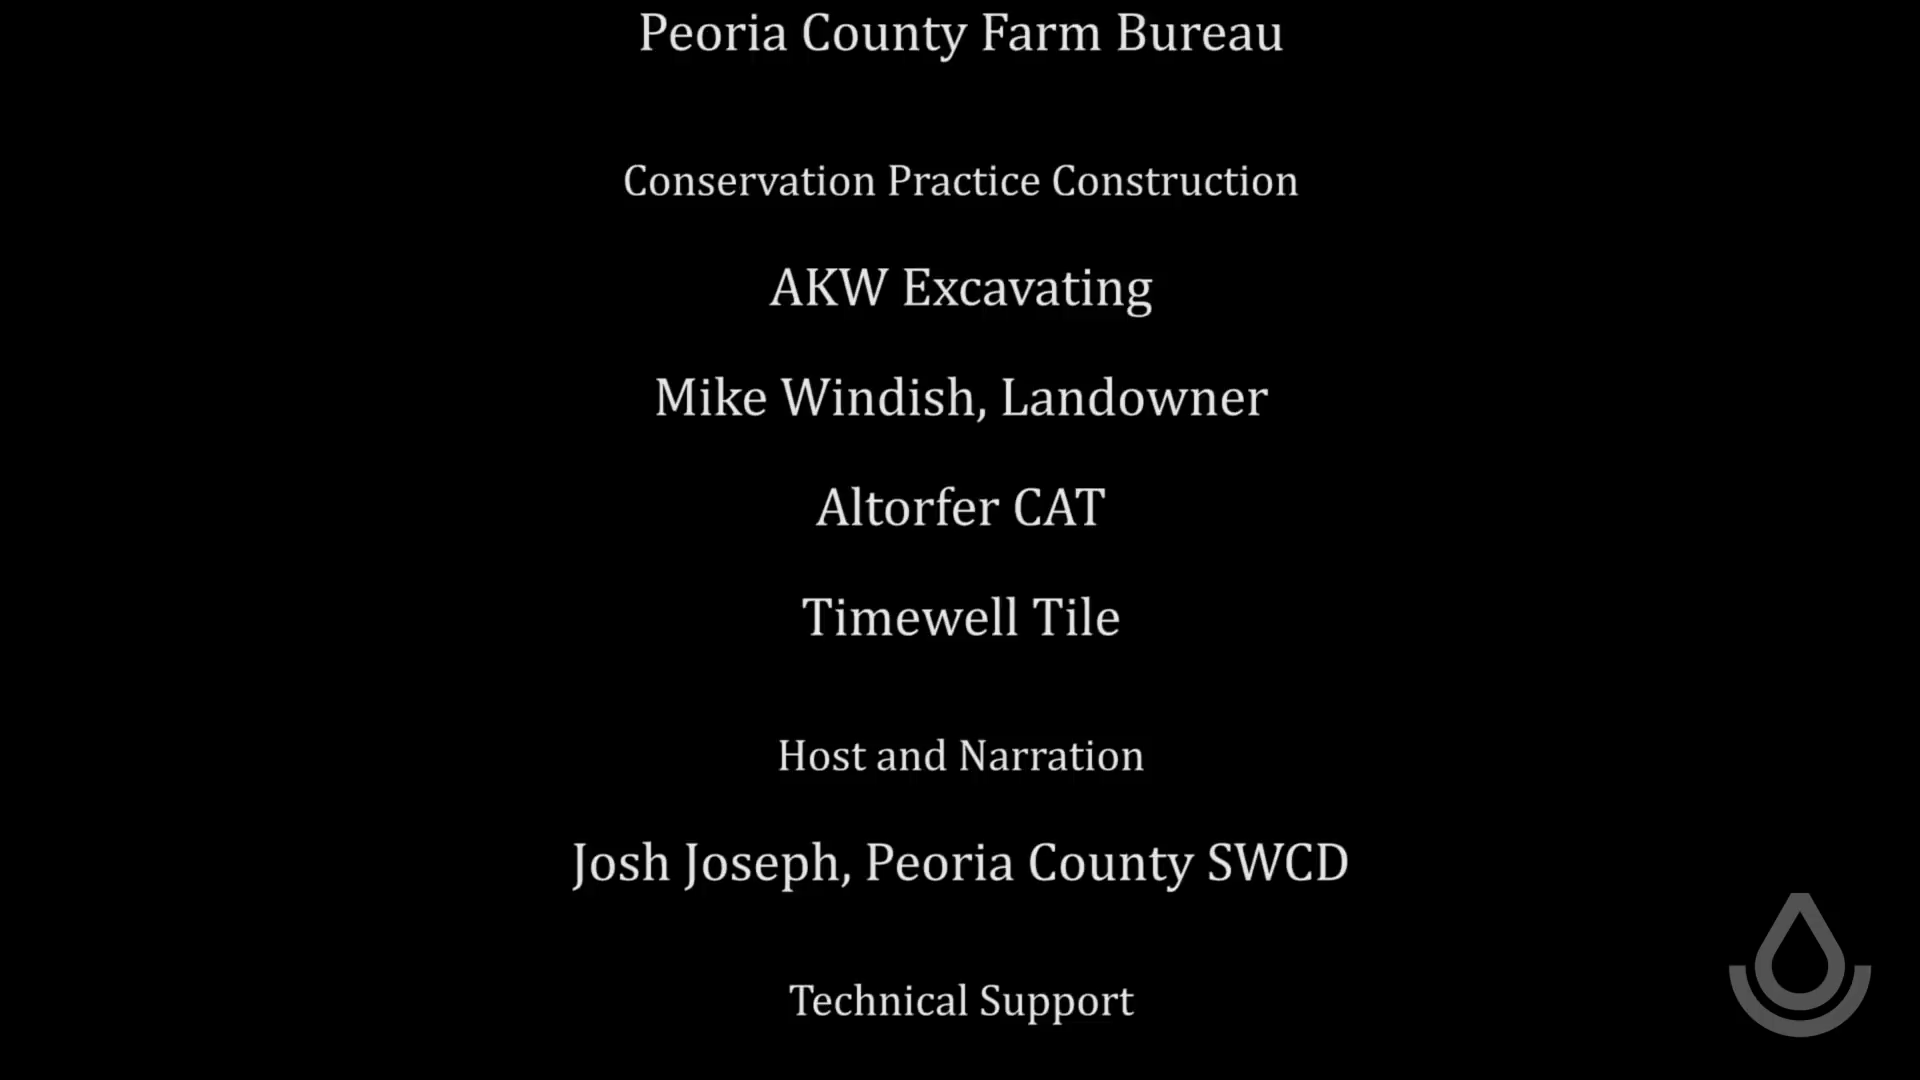 Peoria County Farm Bureau
Conservation Practice Construction
AKW Excavating
Mike Windish, Landowner
Altorfer CAT
Timewell Tile
Host and Narration
Josh Joseph, Peoria County SWCD
Technical Support